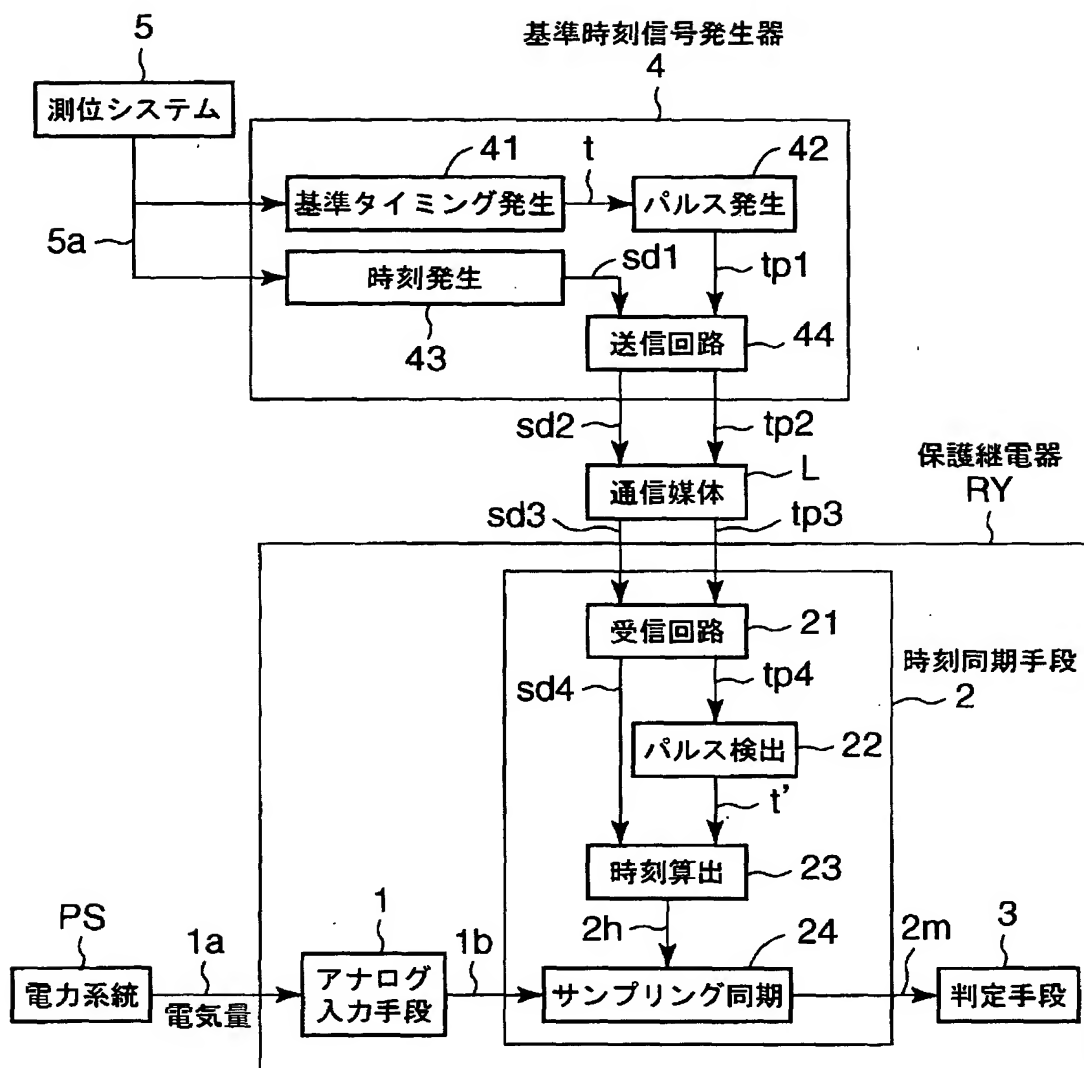 基準時刻信号発生器
4
5
測位システム
41
t
42
基準タイミング発生
パルス発生
5a
sd1
tp1
時刻発生
43
送信回路
44
sd2
tp2
保護継電器
RY
通信媒体
L
sd3
tp3
受信回路
21
時刻同期手段
2
sd4
tp4
パルス検出
22
t'
時刻算出
23
PS
1a
1
1b
2h
24
2m
3
電力系統
電気量
アナログ
入力手段
サンプリング同期
判定手段